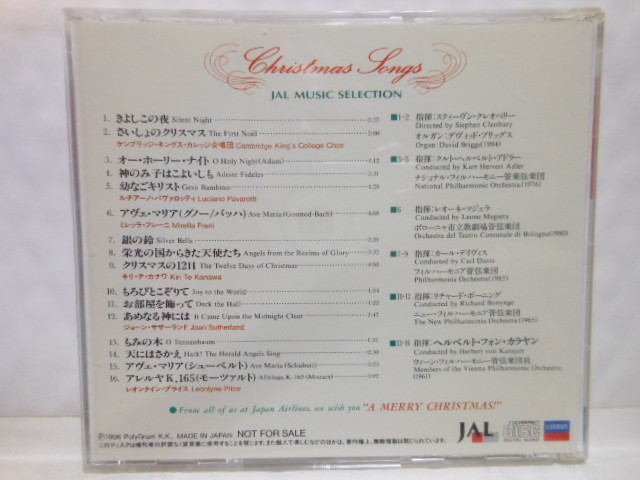 Christmas Songs
JAL MUSIC SELECTION
1. きよしこの夜 Silent Night
2. さいしょのクリスマス The First Noël
ケンブリッジ・キングス・カレッジ合唱団 Cambridge King's College Choir
3. オー・ホーリー・ナイト O Holy Night(Adam) 4:12
4. 神のみ子はこよいしも Adeste Fideles
5. 幼なごキリスト Gesù Bambino
ルチアーノ・パヴァロッティ Luciano Pavarotti
6. アヴェ・マリア(グノー/バッハ) Ave Maria (Gounod-Bach)
ミレッラ・フレーニ Mirella Freni
7. 銀の鈴 Silver Bells
8. 栄光の国からきた天使たち Angels from the Realms of Glory
9. クリスマスの12日 The Twelve Days of Christmas
キリ・テ・カナワ Kiri Te Kanawa
10. もろびとこぞりて Joy to the World
11. お部屋を飾って Deck the Hall
12. あめなる神には It Came Upon the Midnight Clear
ジョーン・サザーランド Joan Sutherland
13. もみの木 O Tannenbaum
14. 天にはさかえ Hark! The Herald Angels Sing
15. アヴェ・マリア(シューベルト) Ave Maria (Schubert)
16. アレルヤK.165(モーツァルト) Alleluja, K. 165 (Mozart)
レオンティン・プライス Leontyne Price
■1-2 指揮:スティーヴン・クレオベリー
Directed by Stephen Cleobury
オルガン:デヴィッド・ブリッグス
Organ: David Briggs(1984)
■3-5 指揮:クルト・ヘルベルト・アドラー
Conducted by Kurt Herbert Adler
ナショナル・フィルハーモニー管弦楽団
National Philharmonic Orchestra(1976)
■6 指揮:レオーネ・マジェラ
Conducted by Leone Magiera
ボローニャ市立歌劇場管弦楽団
Orchestra del Teatro Comunale di Bologna(1980)
■7-9 指揮:カール・デイヴィス
Conducted by Carl Davis
フィルハーモニア管弦楽団
Philharmonia(1985)
■10-12 指揮:リチャード・ボーニング
Conducted by Richard Bonynge
ニュー・フィルハーモニア管弦楽団
The New Philharmonia Orchestra(1965)
■13-16 指揮:ヘルベルト・フォン・カラヤン
Conducted by Herbert von Karajan
ウィーン・フィルハーモニー管弦楽団員
Members of the Vienna Philharmonic Orchestra
(1961)
● From all of us at Japan Airlines, we wish you "A MERRY CHRISTMAS!"
Ⓟ1996 PolyGram K.K., MADE IN JAPAN NOT FOR SALE
JAL
COMPACT
disc
DIGITAL AUDIO
LONDON